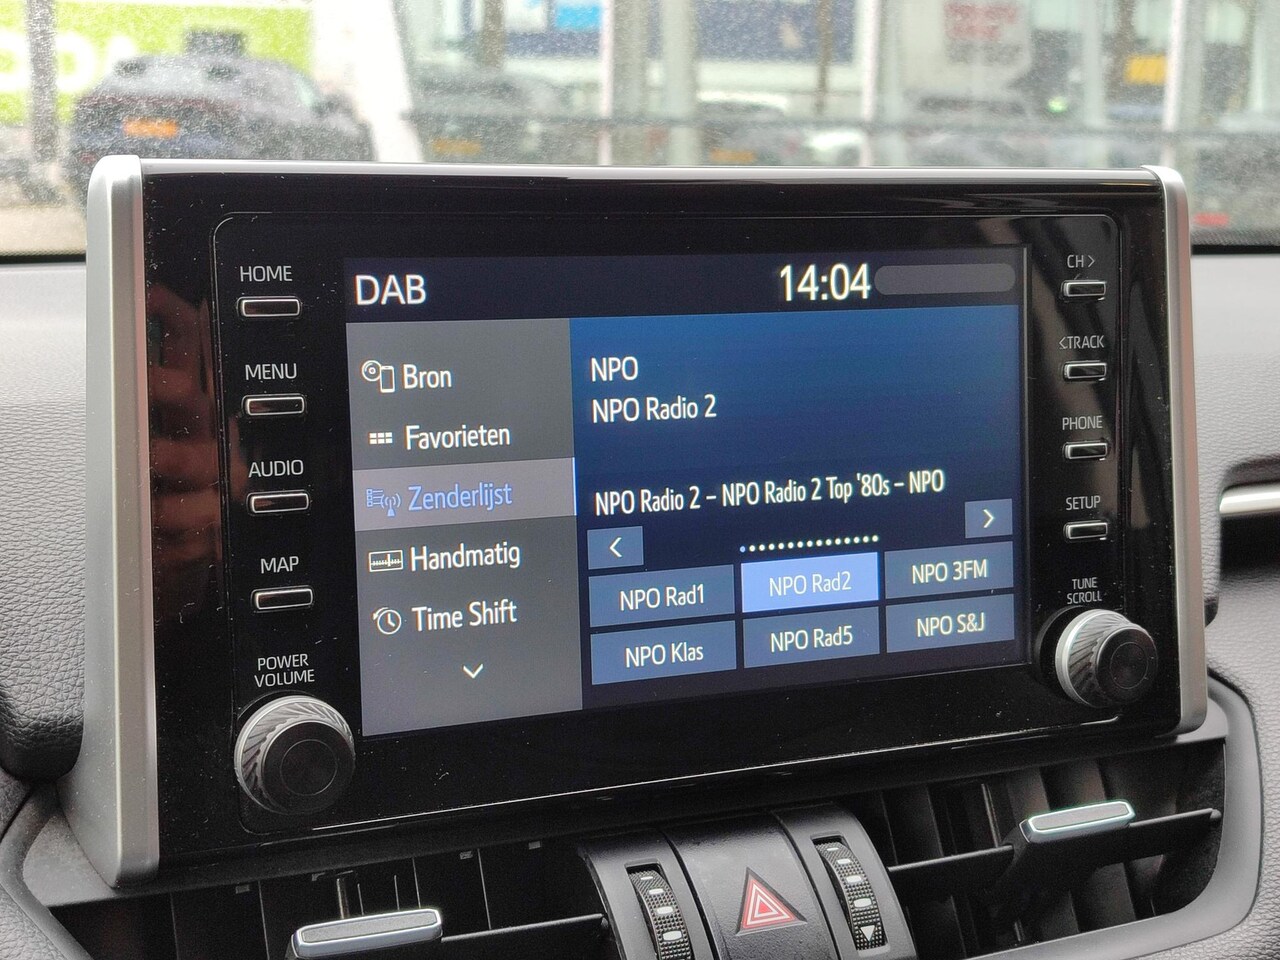 HOME
MENU
AUDIO
MAP
POWER
VOLUME
DAB
14:04
Bron
Favorieten
Zenderlijst
Handmatig
Time Shift
NPO
NPO Radio 2
NPO Radio 2 – NPO Radio 2 Top '80s – NPO
NPO Rad1
NPO Rad2
NPO 3FM
NPO Klas
NPO Rad5
NPO S&J
CH >
< TRACK
PHONE
SETUP
TUNE
SCROLL